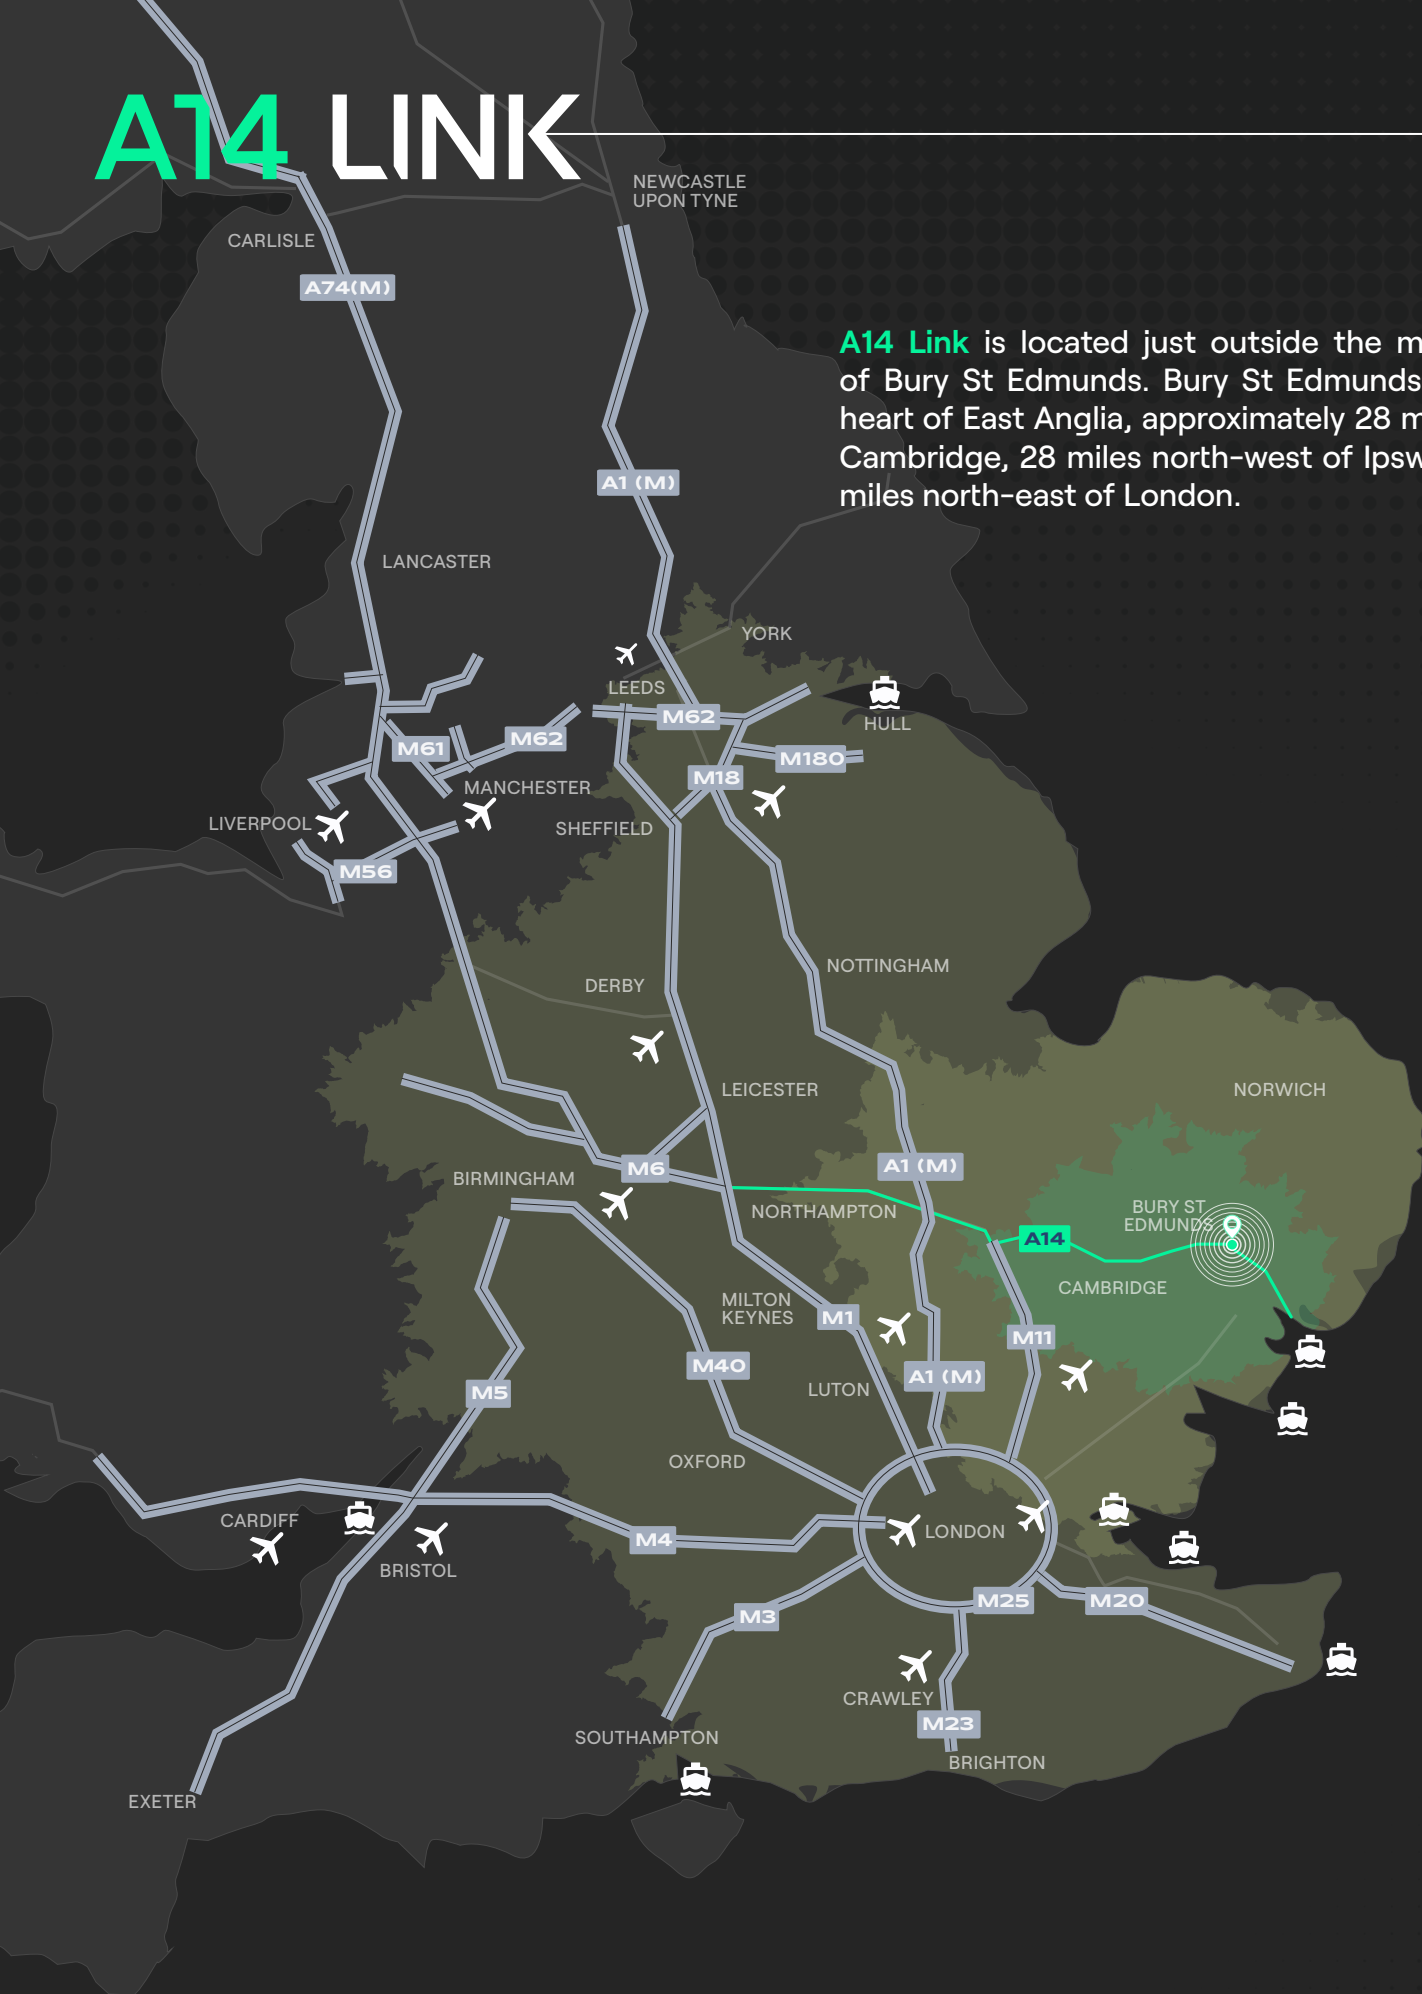 A14 LINK
NEWCASTLE
UPON TYNE
CARLISLE
A74(M)
A14 Link is located just outside the
of Bury St Edmunds. Bury St Edmunds
heart of East Anglia, approximately 28
Cambridge, 28 miles north-west of
miles north-east of London.
A1 (M)
LANCASTER
YORK
LEEDS
M62
HULL
M61
M62
M180
M18
MANCHESTER
LIVERPOOL
SHEFFIELD
M56
NOTTINGHAM
DERBY
LEICESTER
NORWICH
A1 (M)
M6
BIRMINGHAM
NORTHAMPTON
BURY ST
EDMUNDS
A14
CAMBRIDGE
MILTON
KEYNES
M1
M11
M40
A1 (M)
M5
LUTON
OXFORD
CARDIFF
M4
LONDON
BRISTOL
M25
M20
M3
CRAWLEY
M23
SOUTHAMPTON
BRIGHTON
EXETER